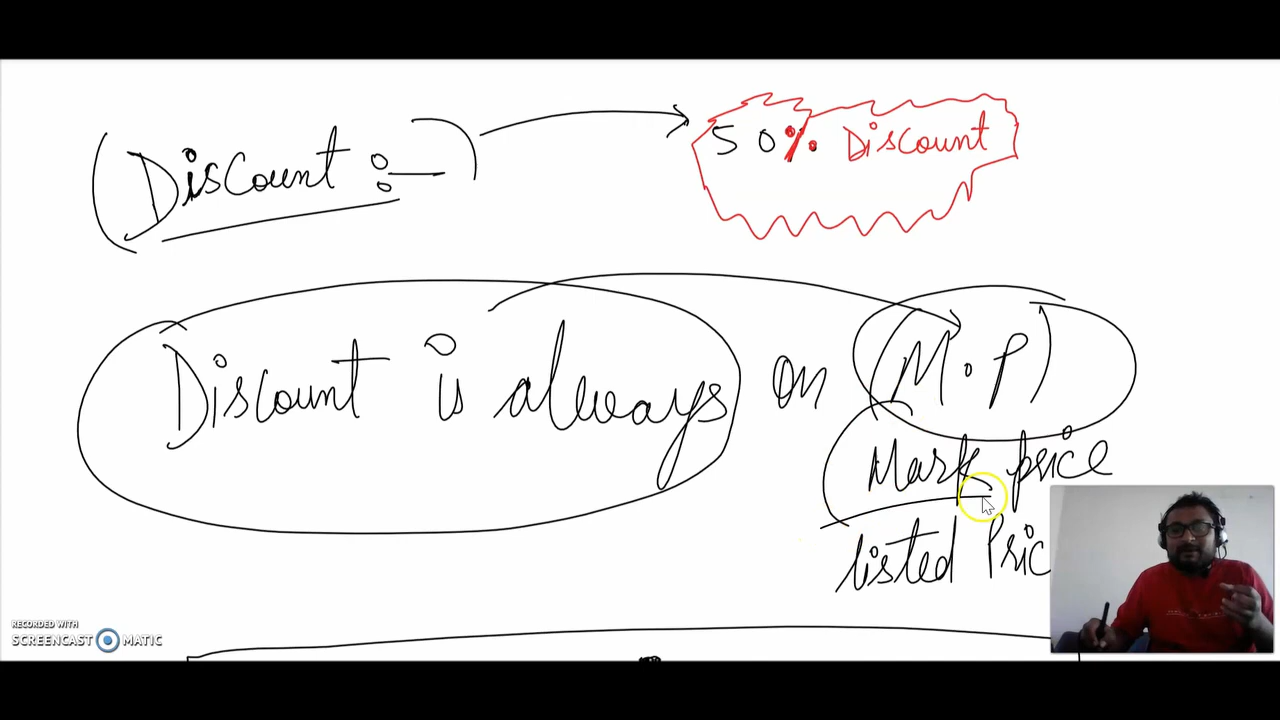 Discount :-
50% Discount
Discount is always on (M.P)
Mark price
listed Pric
RECORDED WITH
SCREENCAST MATIC